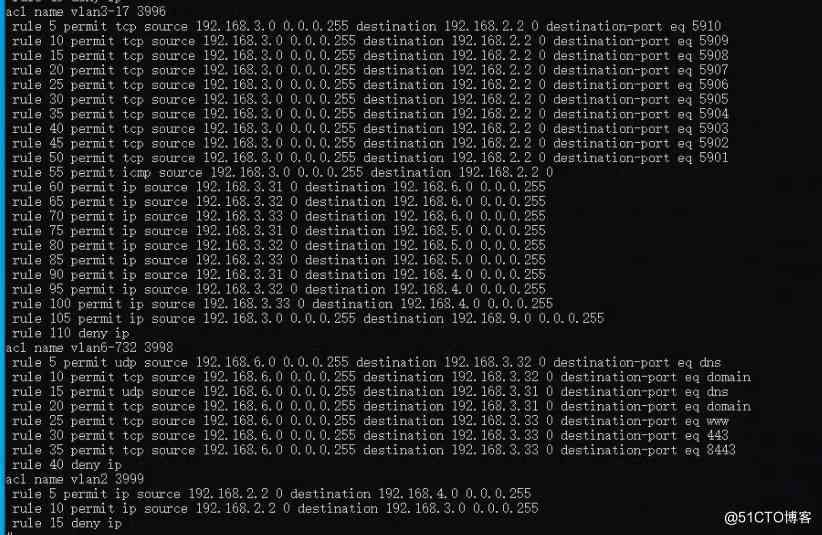 acl name vlan3-17 3996
rule 5 permit tcp source 192.168.3.0 0.0.0.255 destination 192.168.2.2 0 destination-port eq 5910
rule 10 permit tcp source 192.168.3.0 0.0.0.255 destination 192.168.2.2 0 destination-port eq 5909
rule 15 permit tcp source 192.168.3.0 0.0.0.255 destination 192.168.2.2 0 destination-port eq 5908
rule 20 permit tcp source 192.168.3.0 0.0.0.255 destination 192.168.2.2 0 destination-port eq 5907
rule 25 permit tcp source 192.168.3.0 0.0.0.255 destination 192.168.2.2 0 destination-port eq 5906
rule 30 permit tcp source 192.168.3.0 0.0.0.255 destination 192.168.2.2 0 destination-port eq 5905
rule 35 permit tcp source 192.168.3.0 0.0.0.255 destination 192.168.2.2 0 destination-port eq 5904
rule 40 permit tcp source 192.168.3.0 0.0.0.255 destination 192.168.2.2 0 destination-port eq 5903
rule 45 permit tcp source 192.168.3.0 0.0.0.255 destination 192.168.2.2 0 destination-port eq 5902
rule 50 permit tcp source 192.168.3.0 0.0.0.255 destination 192.168.2.2 0 destination-port eq 5901
rule 55 permit icmp source 192.168.3.0 0.0.0.255 destination 192.168.2.2 0
rule 60 permit ip source 192.168.3.31 0 destination 192.168.6.0 0.0.0.255
rule 65 permit ip source 192.168.3.32 0 destination 192.168.6.0 0.0.0.255
rule 70 permit ip source 192.168.3.33 0 destination 192.168.6.0 0.0.0.255
rule 75 permit ip source 192.168.3.31 0 destination 192.168.5.0 0.0.0.255
rule 80 permit ip source 192.168.3.32 0 destination 192.168.5.0 0.0.0.255
rule 85 permit ip source 192.168.3.33 0 destination 192.168.5.0 0.0.0.255
rule 90 permit ip source 192.168.3.31 0 destination 192.168.4.0 0.0.0.255
rule 95 permit ip source 192.168.3.32 0 destination 192.168.4.0 0.0.0.255
rule 100 permit ip source 192.168.3.33 0 destination 192.168.4.0 0.0.0.255
rule 105 permit ip source 192.168.3.0 0.0.0.255 destination 192.168.9.0 0.0.0.255
rule 110 deny ip
acl name vlan6-732 3998
rule 5 permit udp source 192.168.6.0 0.0.0.255 destination 192.168.3.32 0 destination-port eq dns
rule 10 permit tcp source 192.168.6.0 0.0.0.255 destination 192.168.3.32 0 destination-port eq domain
rule 15 permit udp source 192.168.6.0 0.0.0.255 destination 192.168.3.31 0 destination-port eq dns
rule 20 permit tcp source 192.168.6.0 0.0.0.255 destination 192.168.3.31 0 destination-port eq domain
rule 25 permit tcp source 192.168.6.0 0.0.0.255 destination 192.168.3.33 0 destination-port eq www
rule 30 permit tcp source 192.168.6.0 0.0.0.255 destination 192.168.3.33 0 destination-port eq 443
rule 35 permit tcp source 192.168.6.0 0.0.0.255 destination 192.168.3.33 0 destination-port eq 8443
rule 40 deny ip
acl name vlan2 3999
rule 5 permit ip source 192.168.2.2 0 destination 192.168.4.0 0.0.0.255
rule 10 permit ip source 192.168.2.2 0 destination 192.168.3.0 0.0.0.255
rule 15 deny ip
@51CTO博客